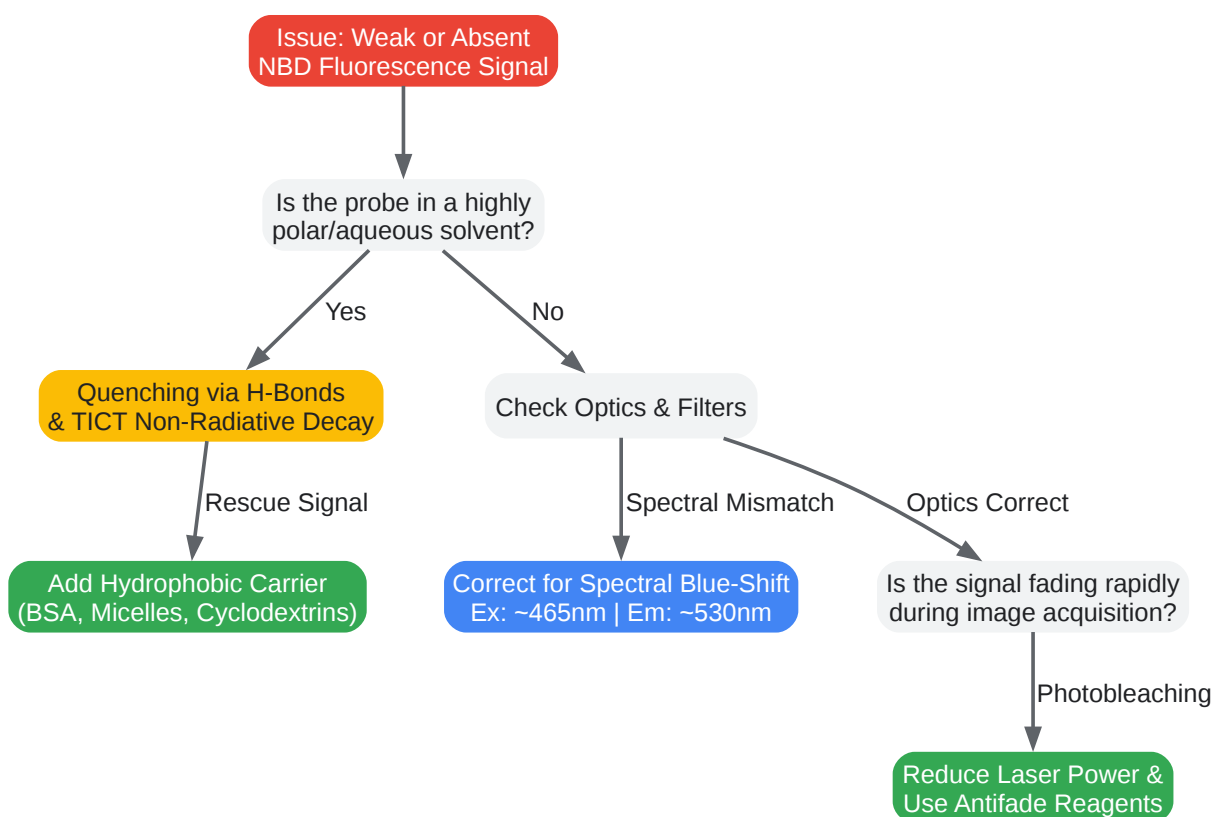 Issue: Weak or Absent
NBD Fluorescence Signal
Is the probe in a highly
polar/aqueous solvent?
Yes
No
Quenching via H-Bonds
& TICT Non-Radiative Decay
Check Optics & Filters
Rescue Signal
Spectral Mismatch
Optics Correct
Add Hydrophobic Carrier
(BSA, Micelles, Cyclodextrins)
Correct for Spectral Blue-Shift
Ex: ~465nm | Em: ~530nm
Is the signal fading rapidly
during image acquisition?
Photobleaching
Reduce Laser Power &
Use Antifade Reagents